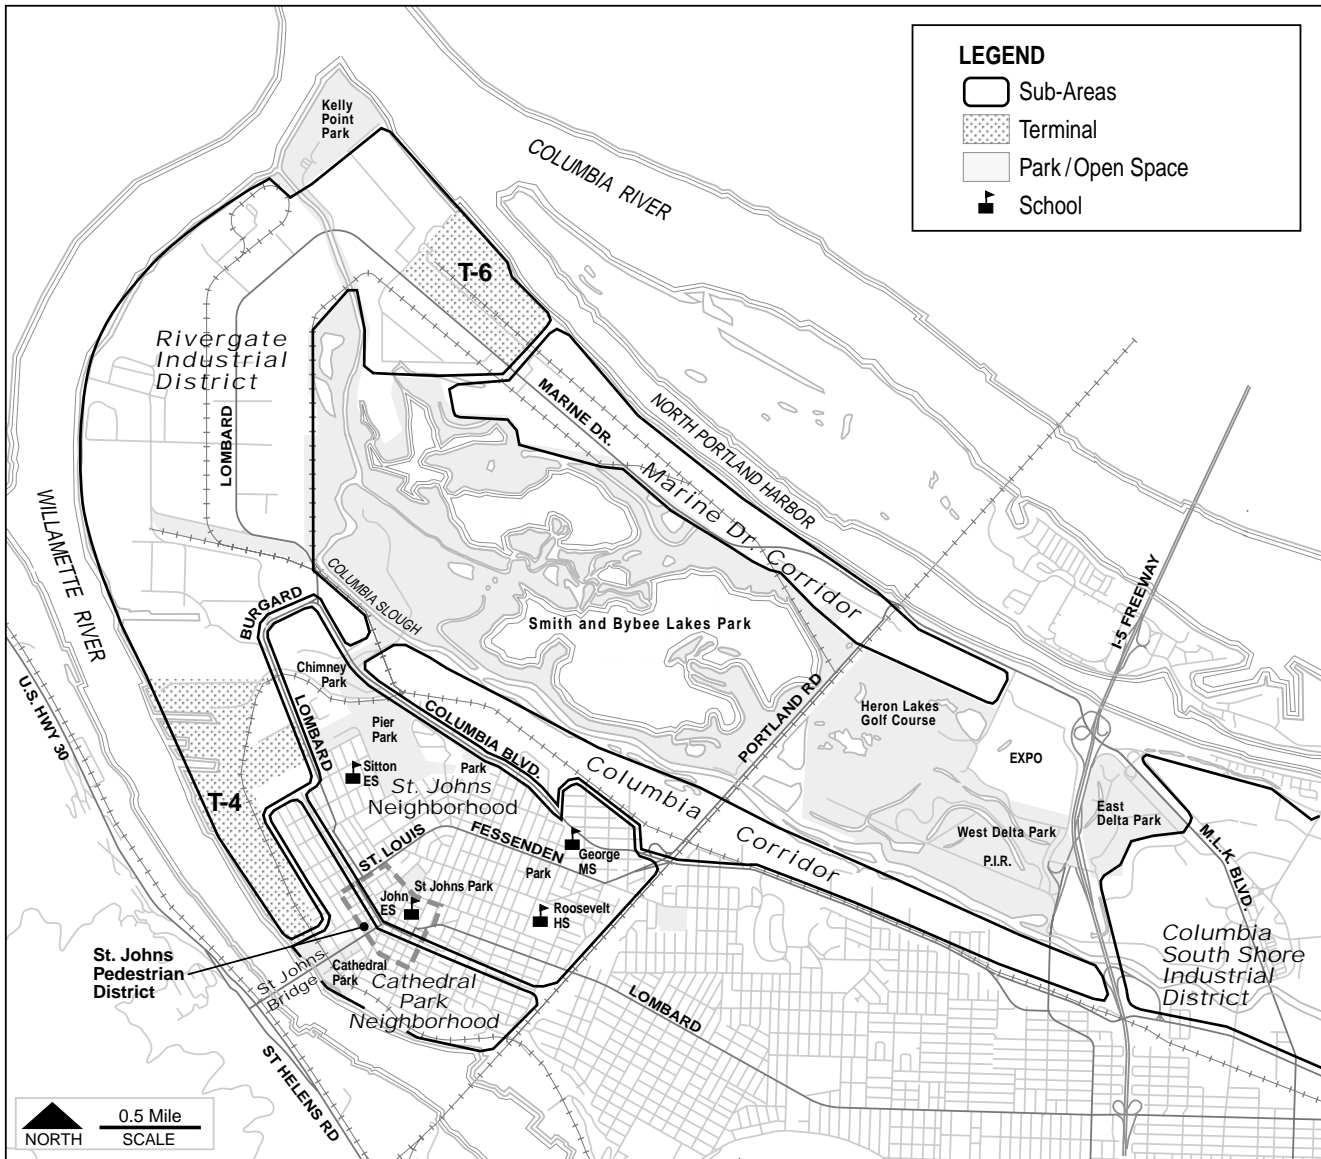 LEGEND
Sub-Areas
Terminal
Park / Open Space
School
Kelly
Point
Park
COLUMBIA RIVER
T-6
Rivergate
Industrial
District
LOMBARD
MARINE DR.
NORTH PORTLAND HARBOR
Marine Dr. Corridor
WILLAMETTE RIVER
I-5 FREEWAY
COLUMBIA SLOUGH
BURGARD
Smith and Bybee Lakes Park
Chimney
Park
U.S. HWY 30
LOMBARD
Pier
Park
COLUMBIA BLVD.
PORTLAND RD
Heron Lakes
Golf Course
EXPO
Sitton
ES
Park
St. Johns
Neighborhood
Columbia Corridor
T-4
East
Delta Park
West Delta Park
P.I.R.
M.L.K BLVD.
ST. LOUIS
FESSENDEN
George
MS
Park
St Johns Park
John
ES
Roosevelt
HS
St. Johns
Pedestrian
District
St Johns
Bridge
Cathedral
Park
Cathedral
Park
Neighborhood
LOMBARD
Columbia
South Shore
Industrial
District
ST HELENS RD
NORTH
0.5 Mile
SCALE